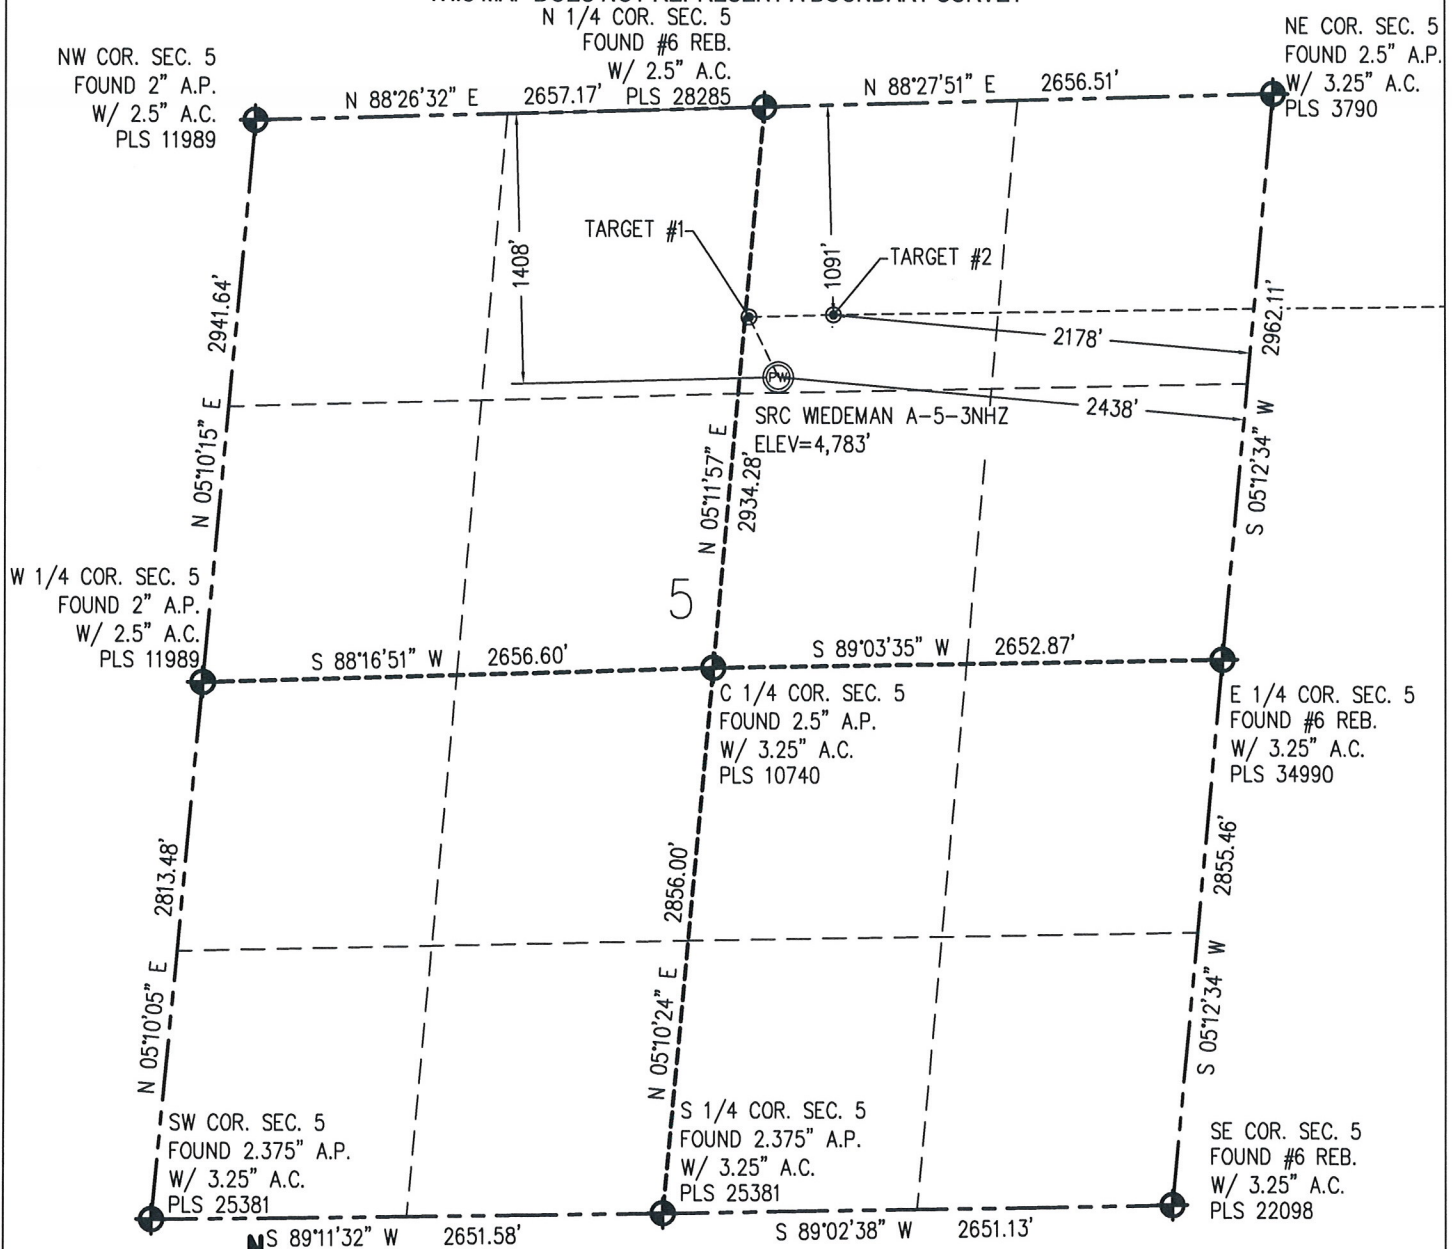 N 1/4 COR. SEC. 5
FOUND #6 REB.
W/ 2.5" A.C.
PLS 28285
NE COR. SEC. 5
FOUND 2.5" A.P.
W/ 3.25" A.C.
PLS 3790
NW COR. SEC. 5
FOUND 2" A.P.
W/ 2.5" A.C.
PLS 11989
N 88°26'32" E
2657.17'
N 88°27'51" E
2656.51'
TARGET #1
TARGET #2
1408'
1091'
2941.64'
2962.11'
2178'
2438'
PW
SRC WIEDEMAN A-5-3NHZ
ELEV=4,783'
N 05°10'15" E
N 05°11'57" E
2934.28'
S 05°12'34" W
5
W 1/4 COR. SEC. 5
FOUND 2" A.P.
W/ 2.5" A.C.
PLS 11989
S 88°16'51" W
2656.60'
S 89°03'35" W
2652.87'
C 1/4 COR. SEC. 5
FOUND 2.5" A.P.
W/ 3.25" A.C.
PLS 10740
E 1/4 COR. SEC. 5
FOUND #6 REB.
W/ 3.25" A.C.
PLS 34990
2813.48'
2856.00'
2855.46'
N 05°10'05" E
N 05°10'24" E
S 05°12'34" W
SW COR. SEC. 5
FOUND 2.375" A.P.
W/ 3.25" A.C.
PLS 25381
S 1/4 COR. SEC. 5
FOUND 2.375" A.P.
W/ 3.25" A.C.
PLS 25381
SE COR. SEC. 5
FOUND #6 REB.
W/ 3.25" A.C.
PLS 22098
N
S 89°11'32" W
2651.58'
S 89°02'38" W
2651.13'